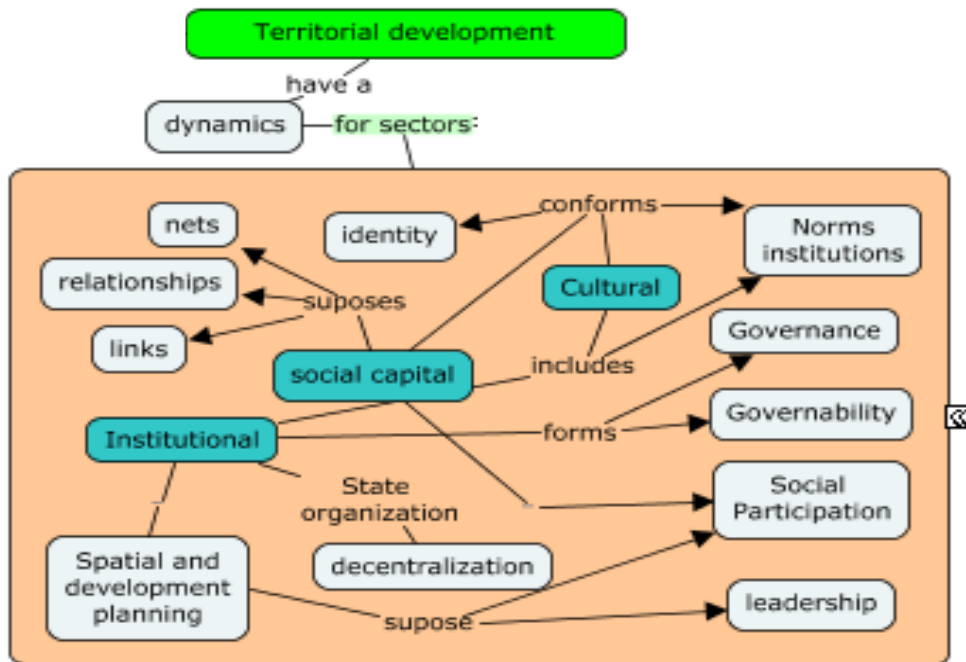 Territorial development
have a
dynamics
for sectors
nets
identity
conforms
Norms
institutions
relationships
suposes
Cultural
links
social capital
includes
Governance
Institutional
forms
Governability
State
organization
Social
Participation
Spatial and
development
planning
decentralization
supose
leadership